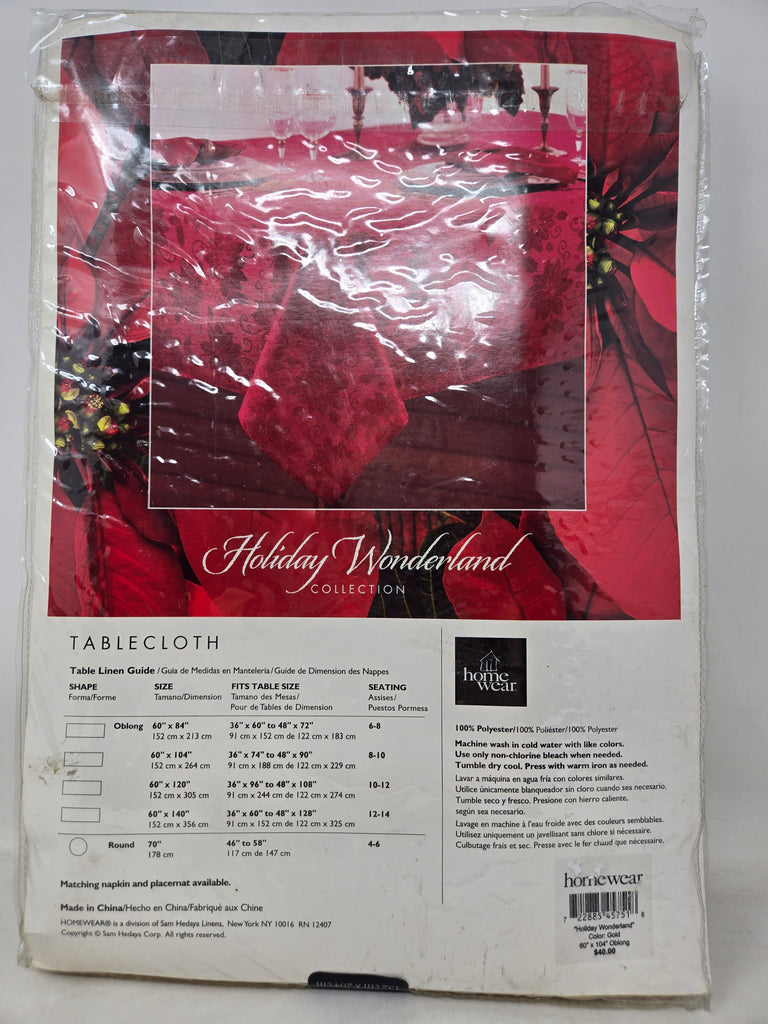 Holiday Wonderland
COLLECTION
TABLECLOTH
Table Linen Guide / Guia de Medidas en Manteleria / Guide de Dimension des Nappes
SHAPE SIZE FITS TABLE SIZE SEATING
Forma/Forme Tamano/Dimension Tamano des Mesas/ Assises/
Pour de Tables de Dimension Puestos Pormesa
Oblong 60" x 84" 36" x 60" to 48" x 72" 6-8
152 cm x 213 cm 91 cm x 152 cm de 122 cm x 183 cm
60" x 104" 36" x 74" to 48" x 90" 8-10
152 cm x 264 cm 91 cm x 188 cm de 122 cm x 229 cm
60" x 120" 36" x 96" to 48" x 108" 10-12
152 cm x 305 cm 91 cm x 244 cm de 122 cm x 274 cm
60" x 140" 36" x 60" to 48" x 128" 12-14
152 cm x 356 cm 91 cm x 152 cm de 122 cm x 325 cm
Round 70" 46" to 58" 4-6
178 cm 117 cm de 147 cm
Matching napkin and placemat available.
Made in China/Hecho en China/Fabriqué aux Chine
HOMEWEAR® is a division of Sam Hedaya Linens, New York NY 10016 RN 12407
Copyright © Sam Hedaya Corp. All rights reserved.
home
wear
100% Polyester/100% Poliéster/100% Polyester
Machine wash in cold water with like colors.
Use only non-chlorine bleach when needed.
Tumble dry cool. Press with warm iron as needed.
Lavar a máquina en agua fría con colores similares.
Utilice únicamente blanqueador sin cloro cuando sea necesario.
Tumble seco y fresco. Presione con hierro caliente,
según sea necesario.
Lavage en machine à l'eau froide avec des couleurs semblables.
Utilisez uniquement un javellisant sans chlore si nécessaire.
Culbutage frais et sec. Presse avec le fer chaud que nécessaire.
homewear
7 22885 45751 8
"Holiday Wonderland"
Color: Gold
60" x 104" Oblong
$40.00